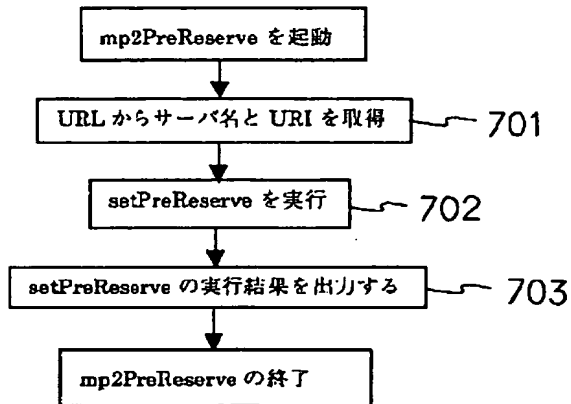 mp2PreReserve を起動
URL からサーバ名と URI を取得
701
setPreReserve を実行
702
setPreReserve の実行結果を出力する
703
mp2PreReserve の終了